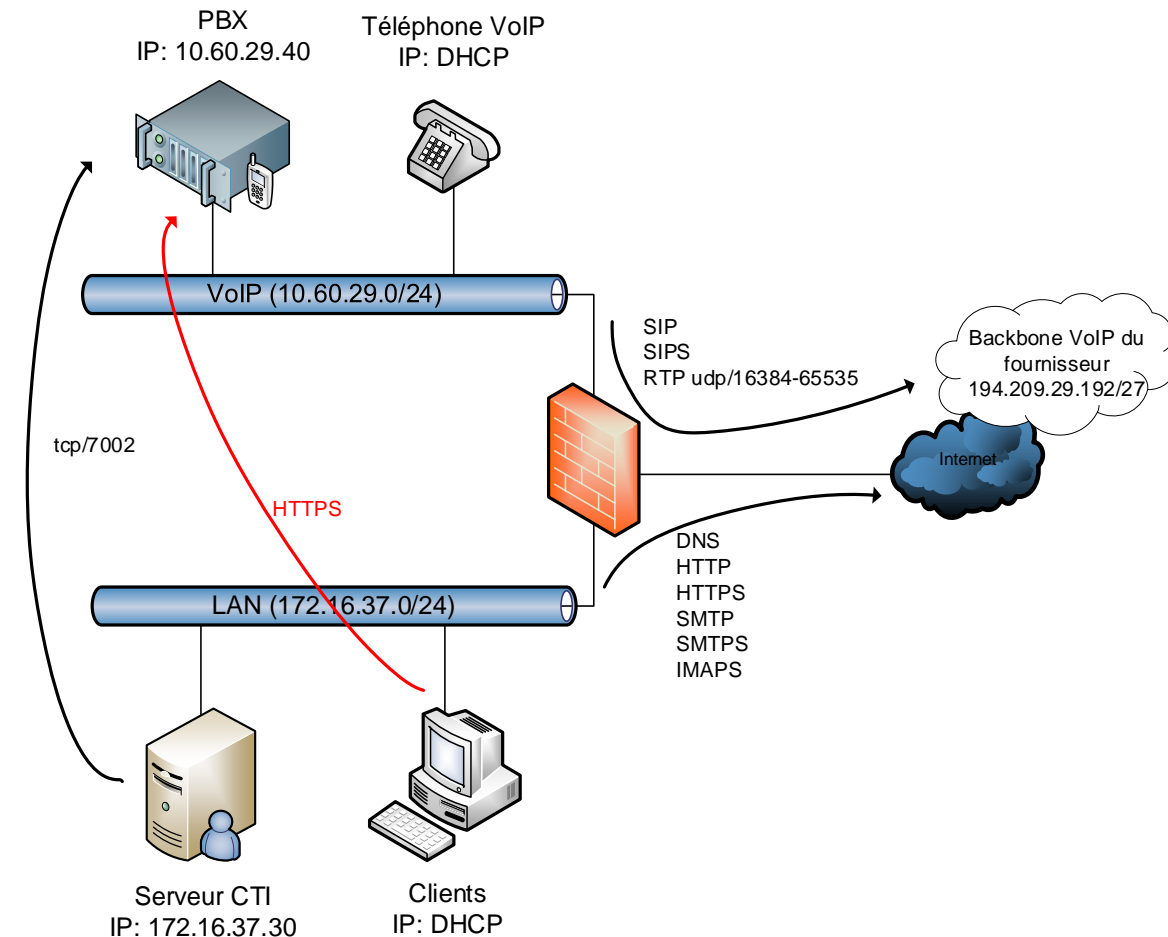 PBX
IP: 10.60.29.40
Téléphone VoIP
IP: DHCP
VoIP (10.60.29.0/24)
SIP
SIPS
RTP udp/16384-65535
Backbone VoIP du
fournisseur
194.209.29.192/27
Internet
tcp/7002
HTTPS
DNS
HTTP
HTTPS
SMTP
SMTPS
IMAPS
LAN (172.16.37.0/24)
Serveur CTI
IP: 172.16.37.30
Clients
IP: DHCP